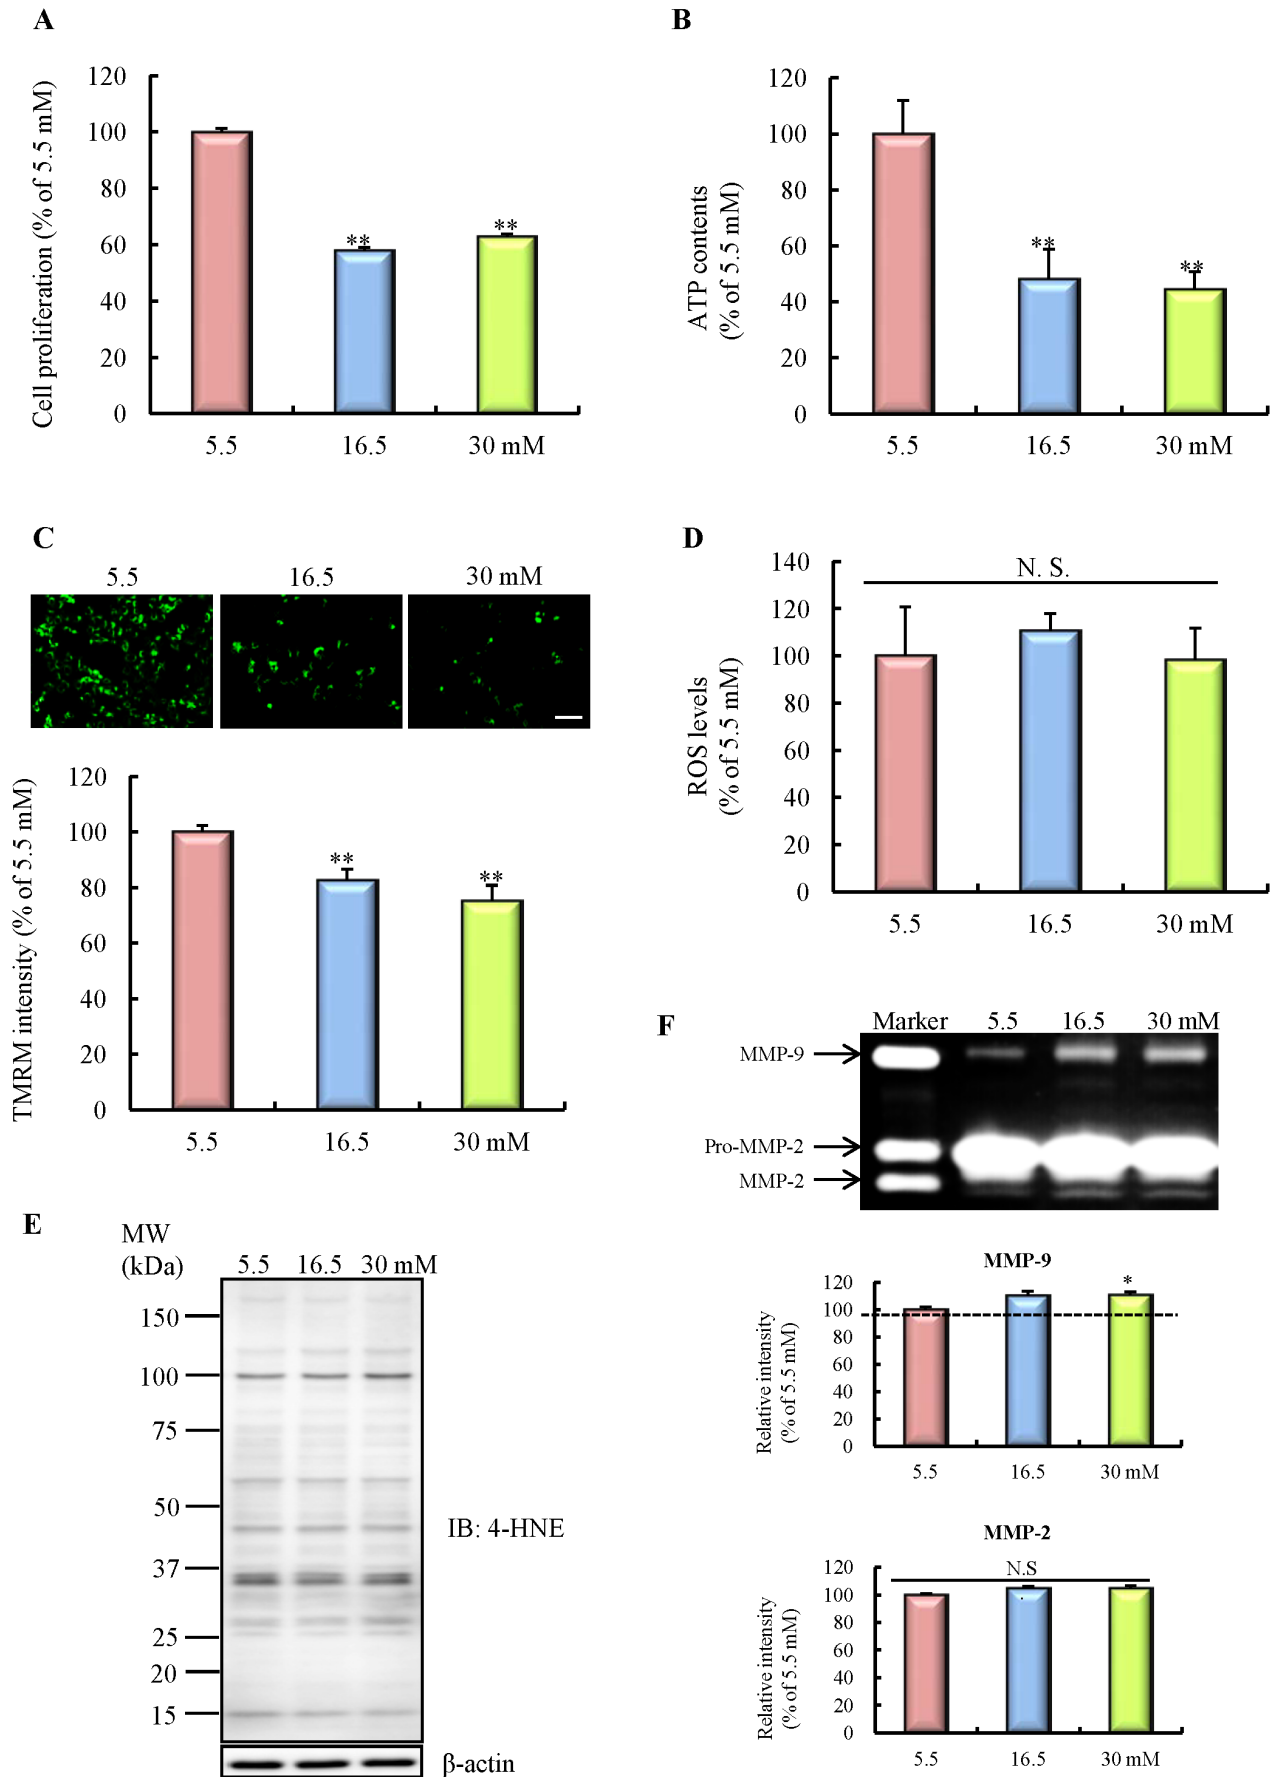 A
Cell proliferation (% of 5.5 mM)
120
100
80
60
40
20
0
**
**
5.5 16.5 30 mM
B
ATP contents
(% of 5.5 mM)
120
100
80
60
40
20
0
**
**
5.5 16.5 30 mM
C
5.5 16.5 30 mM
TMRM intensity (% of 5.5 mM)
120
100
80
60
40
20
0
**
**
5.5 16.5 30 mM
D
ROS levels
(% of 5.5 mM)
140
120
100
80
60
40
20
0
N. S.
5.5 16.5 30 mM
E
MW
(kDa)
5.5 16.5 30 mM
150
100
75
50
37
25
20
15
IB: 4-HNE
β-actin
F
Marker 5.5 16.5 30 mM
MMP-9
Pro-MMP-2
MMP-2
MMP-9
Relative intensity
(% of 5.5 mM)
120
100
80
60
40
20
0
*
5.5 16.5 30 mM
MMP-2
Relative intensity
(% of 5.5 mM)
120
100
80
60
40
20
0
N.S
5.5 16.5 30 mM